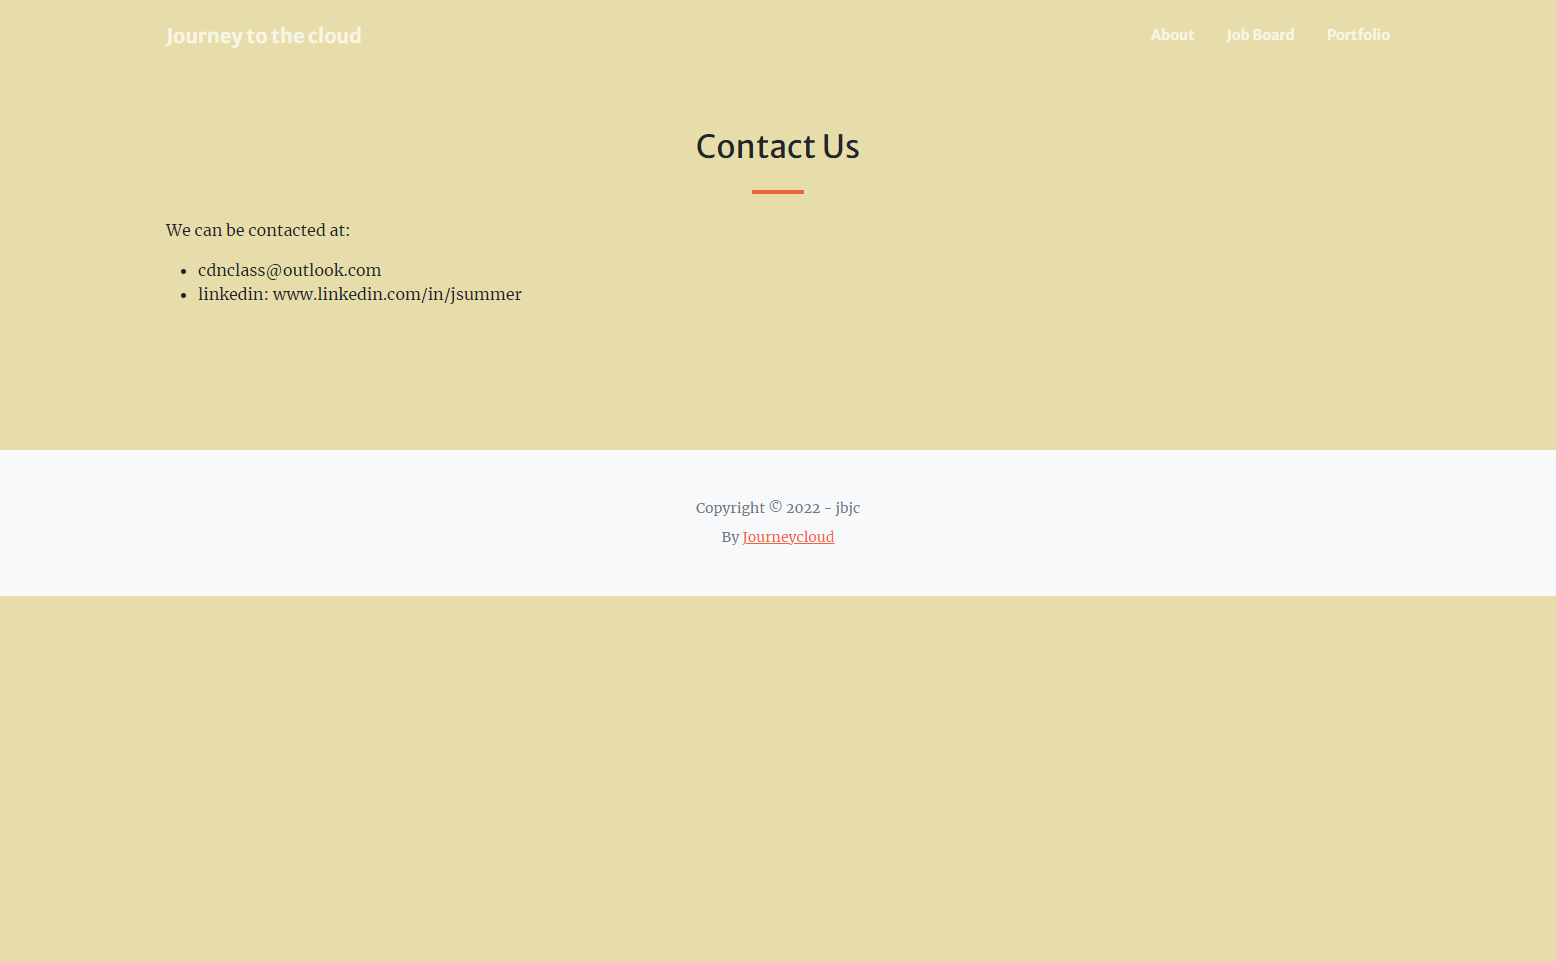 Journey to the cloud
About Job Board Portfolio
Contact Us
We can be contacted at:
cdnclass@outlook.com
linkedin: www.linkedin.com/in/jsummer
Copyright © 2022 - jbjc
By Journeycloud